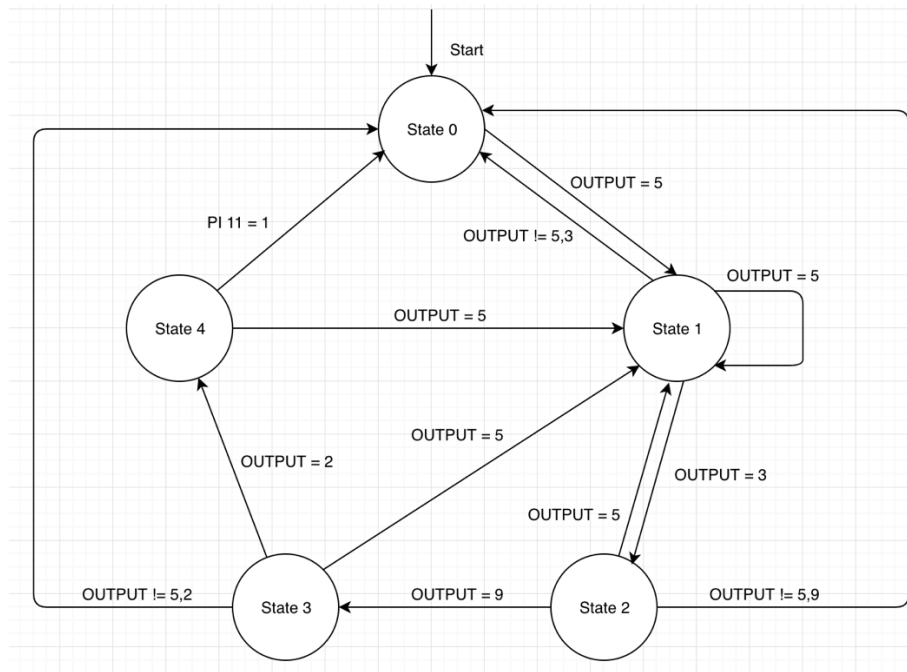 Start
State 0
OUTPUT = 5
PI 11 = 1
OUTPUT != 5,3
OUTPUT = 5
State 4
OUTPUT = 5
State 1
OUTPUT = 5
OUTPUT = 2
OUTPUT = 3
OUTPUT = 5
OUTPUT != 5,2
State 3
OUTPUT = 9
State 2
OUTPUT != 5,9